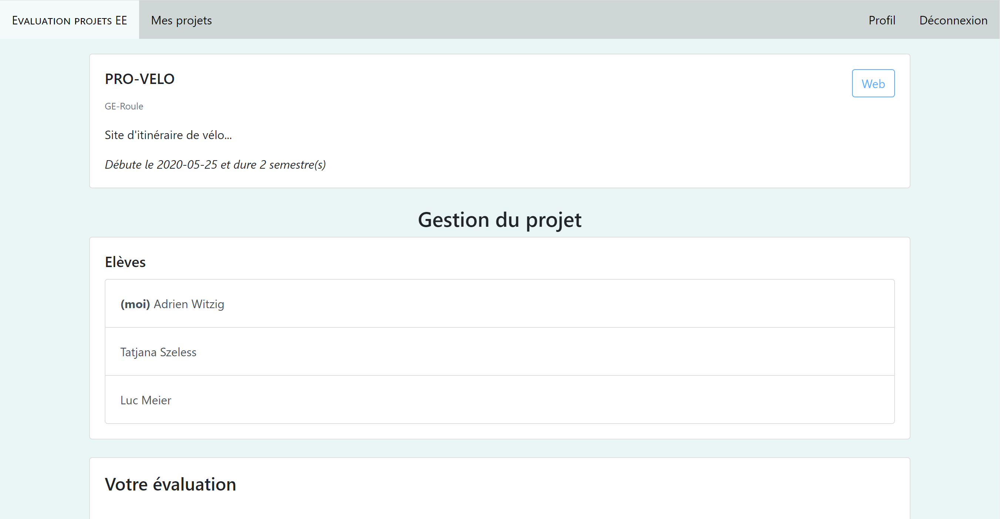 Evaluation projets EE
Mes projets
Profil
Déconnexion
PRO-VELO
Web
GE-Roule
Site d'itinéraire de vélo...
Débute le 2020-05-25 et dure 2 semestre(s)
Gestion du projet
Elèves
(moi) Adrien Witzig
Tatjana Szeless
Luc Meier
Votre évaluation